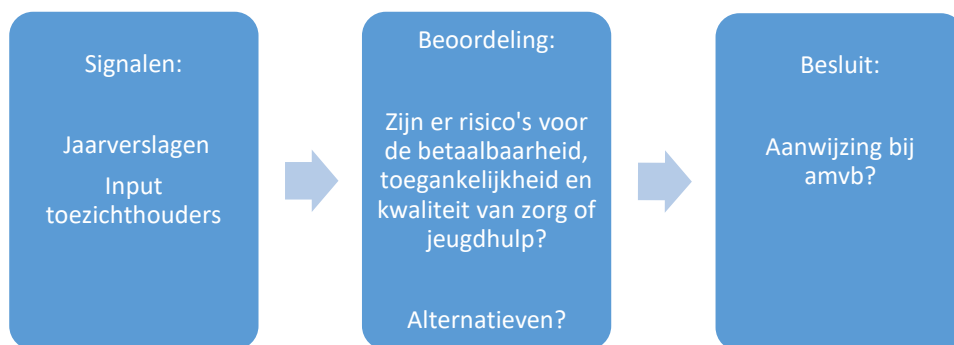 Signalen:
Jaarverslagen
Input
toezichthouders
Beoordeling:
Zijn er risico's voor
de betaalbaarheid,
toegankelijkheid en
kwaliteit van zorg of
jeugdhulp?
Alternatieven?
Besluit:
Aanwijzing bij
amvb?